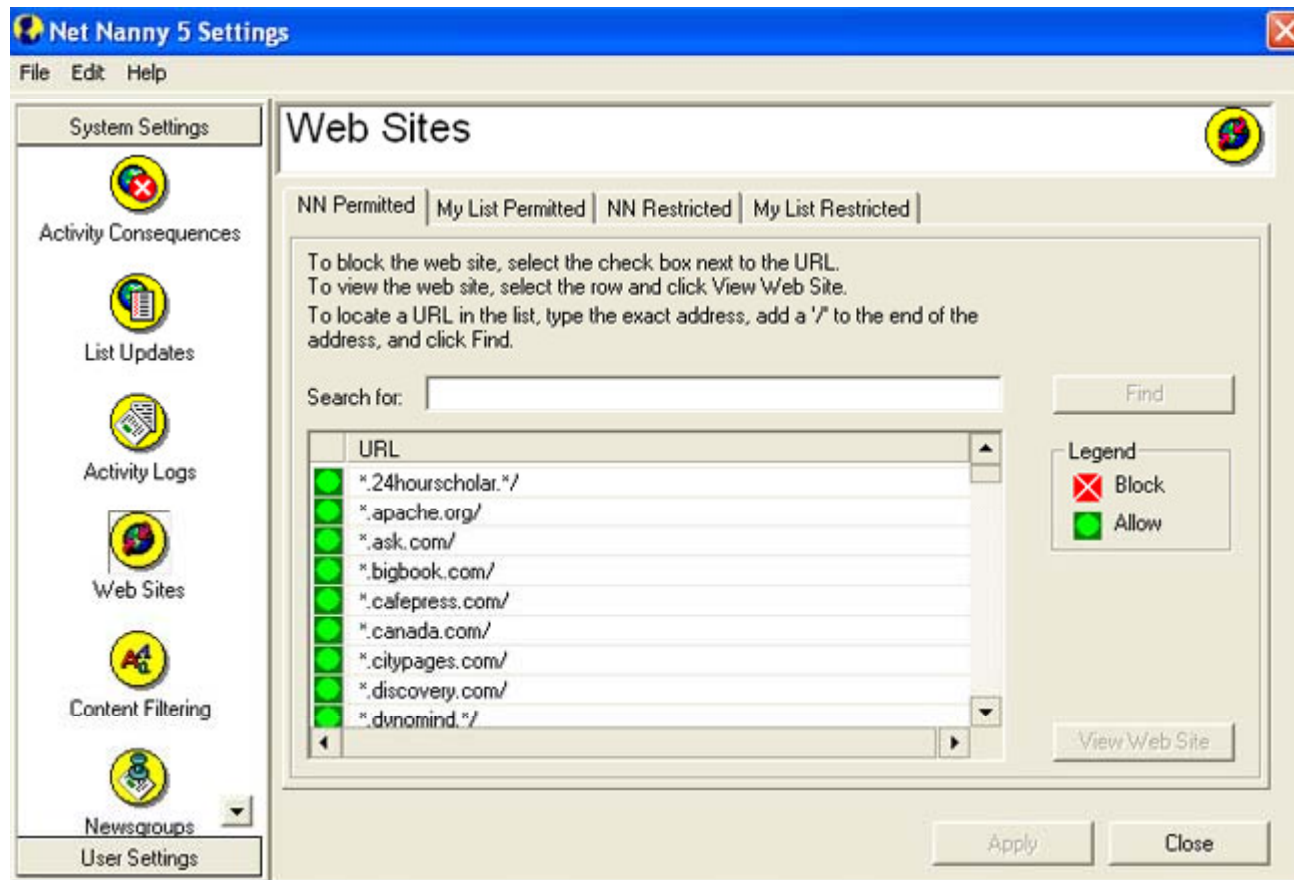 Net Nanny 5 Settings
File Edit Help
System Settings
Activity Consequences
List Updates
Activity Logs
Web Sites
Content Filtering
Newsgroups
User Settings
Web Sites
NN Permitted My List Permitted NN Restricted My List Restricted
To block the web site, select the check box next to the URL.
To view the web site, select the row and click View Web Site.
To locate a URL in the list, type the exact address, add a '/' to the end of the
address, and click Find.
Search for: Find
URL
*.24hourscholar.*/
*.apache.org/
*.ask.com/
*.bigbook.com/
*.cafepress.com/
*.canada.com/
*.citypages.com/
*.discovery.com/
*.dynomind.*/
Legend
Block
Allow
View Web Site
Apply Close